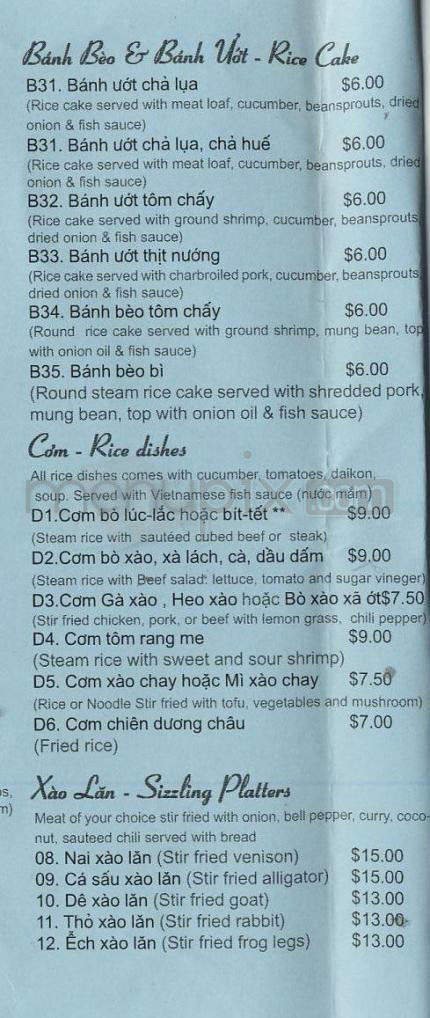 Bánh Bèo & Bánh Ướt - Rice Cake
B31. Bánh ướt chả lụa $6.00
(Rice cake served with meat loaf, cucumber, beansprouts, dried
onion & fish sauce)
B31. Bánh ướt chả lụa, chả huế $6.00
(Rice cake served with meat loaf, cucumber, beansprouts, dried
onion & fish sauce)
B32. Bánh ướt tôm chấy $6.00
(Rice cake served with ground shrimp, cucumber, beansprouts
dried onion & fish sauce)
B33. Bánh ướt thịt nướng $6.00
(Rice cake served with charbroiled pork, cucumber, beansprouts
dried onion & fish sauce)
B34. Bánh bèo tôm chấy $6.00
(Round rice cake served with ground shrimp, mung bean, top
with onion oil & fish sauce)
B35. Bánh bèo bì $6.00
(Round steam rice cake served with shredded pork,
mung bean, top with onion oil & fish sauce)
Cơm - Rice dishes
All rice dishes comes with cucumber, tomatoes, daikon,
soup. Served with Vietnamese fish sauce (nước mắm)
menupix.com
D1.Cơm bò lúc-lắc hoặc bít-tết ** $9.00
(Steam rice with sautéed cubed beef or steak)
D2.Cơm bò xào, xà lách, cà, dầu dấm $9.00
(Steam rice with Beef salad: lettuce, tomato and sugar vineger)
D3.Cơm Gà xào , Heo xào hoặc Bò xào xã ớt$7.50
(Stir fried chicken, pork, or beef with lemon grass, chili pepper)
D4. Cơm tôm rang me $9.00
(Steam rice with sweet and sour shrimp)
D5. Cơm xào chay hoặc Mì xào chay $7.50
(Rice or Noodle Stir fried with tofu, vegetables and mushroom)
D6. Cơm chiên dương châu $7.00
(Fried rice)
Xào Lăn - Sizzling Platters
Meat of your choice stir fried with onion, bell pepper, curry, coco-
nut, sauteed chili served with bread
08. Nai xào lăn (Stir fried venison) $15.00
09. Cá sấu xào lăn (Stir fried alligator) $15.00
10. Dê xào lăn (Stir fried goat) $13.00
11. Thỏ xào lăn (Stir fried rabbit) $13.00
12. Ếch xào lăn (Stir fried frog legs) $13.00